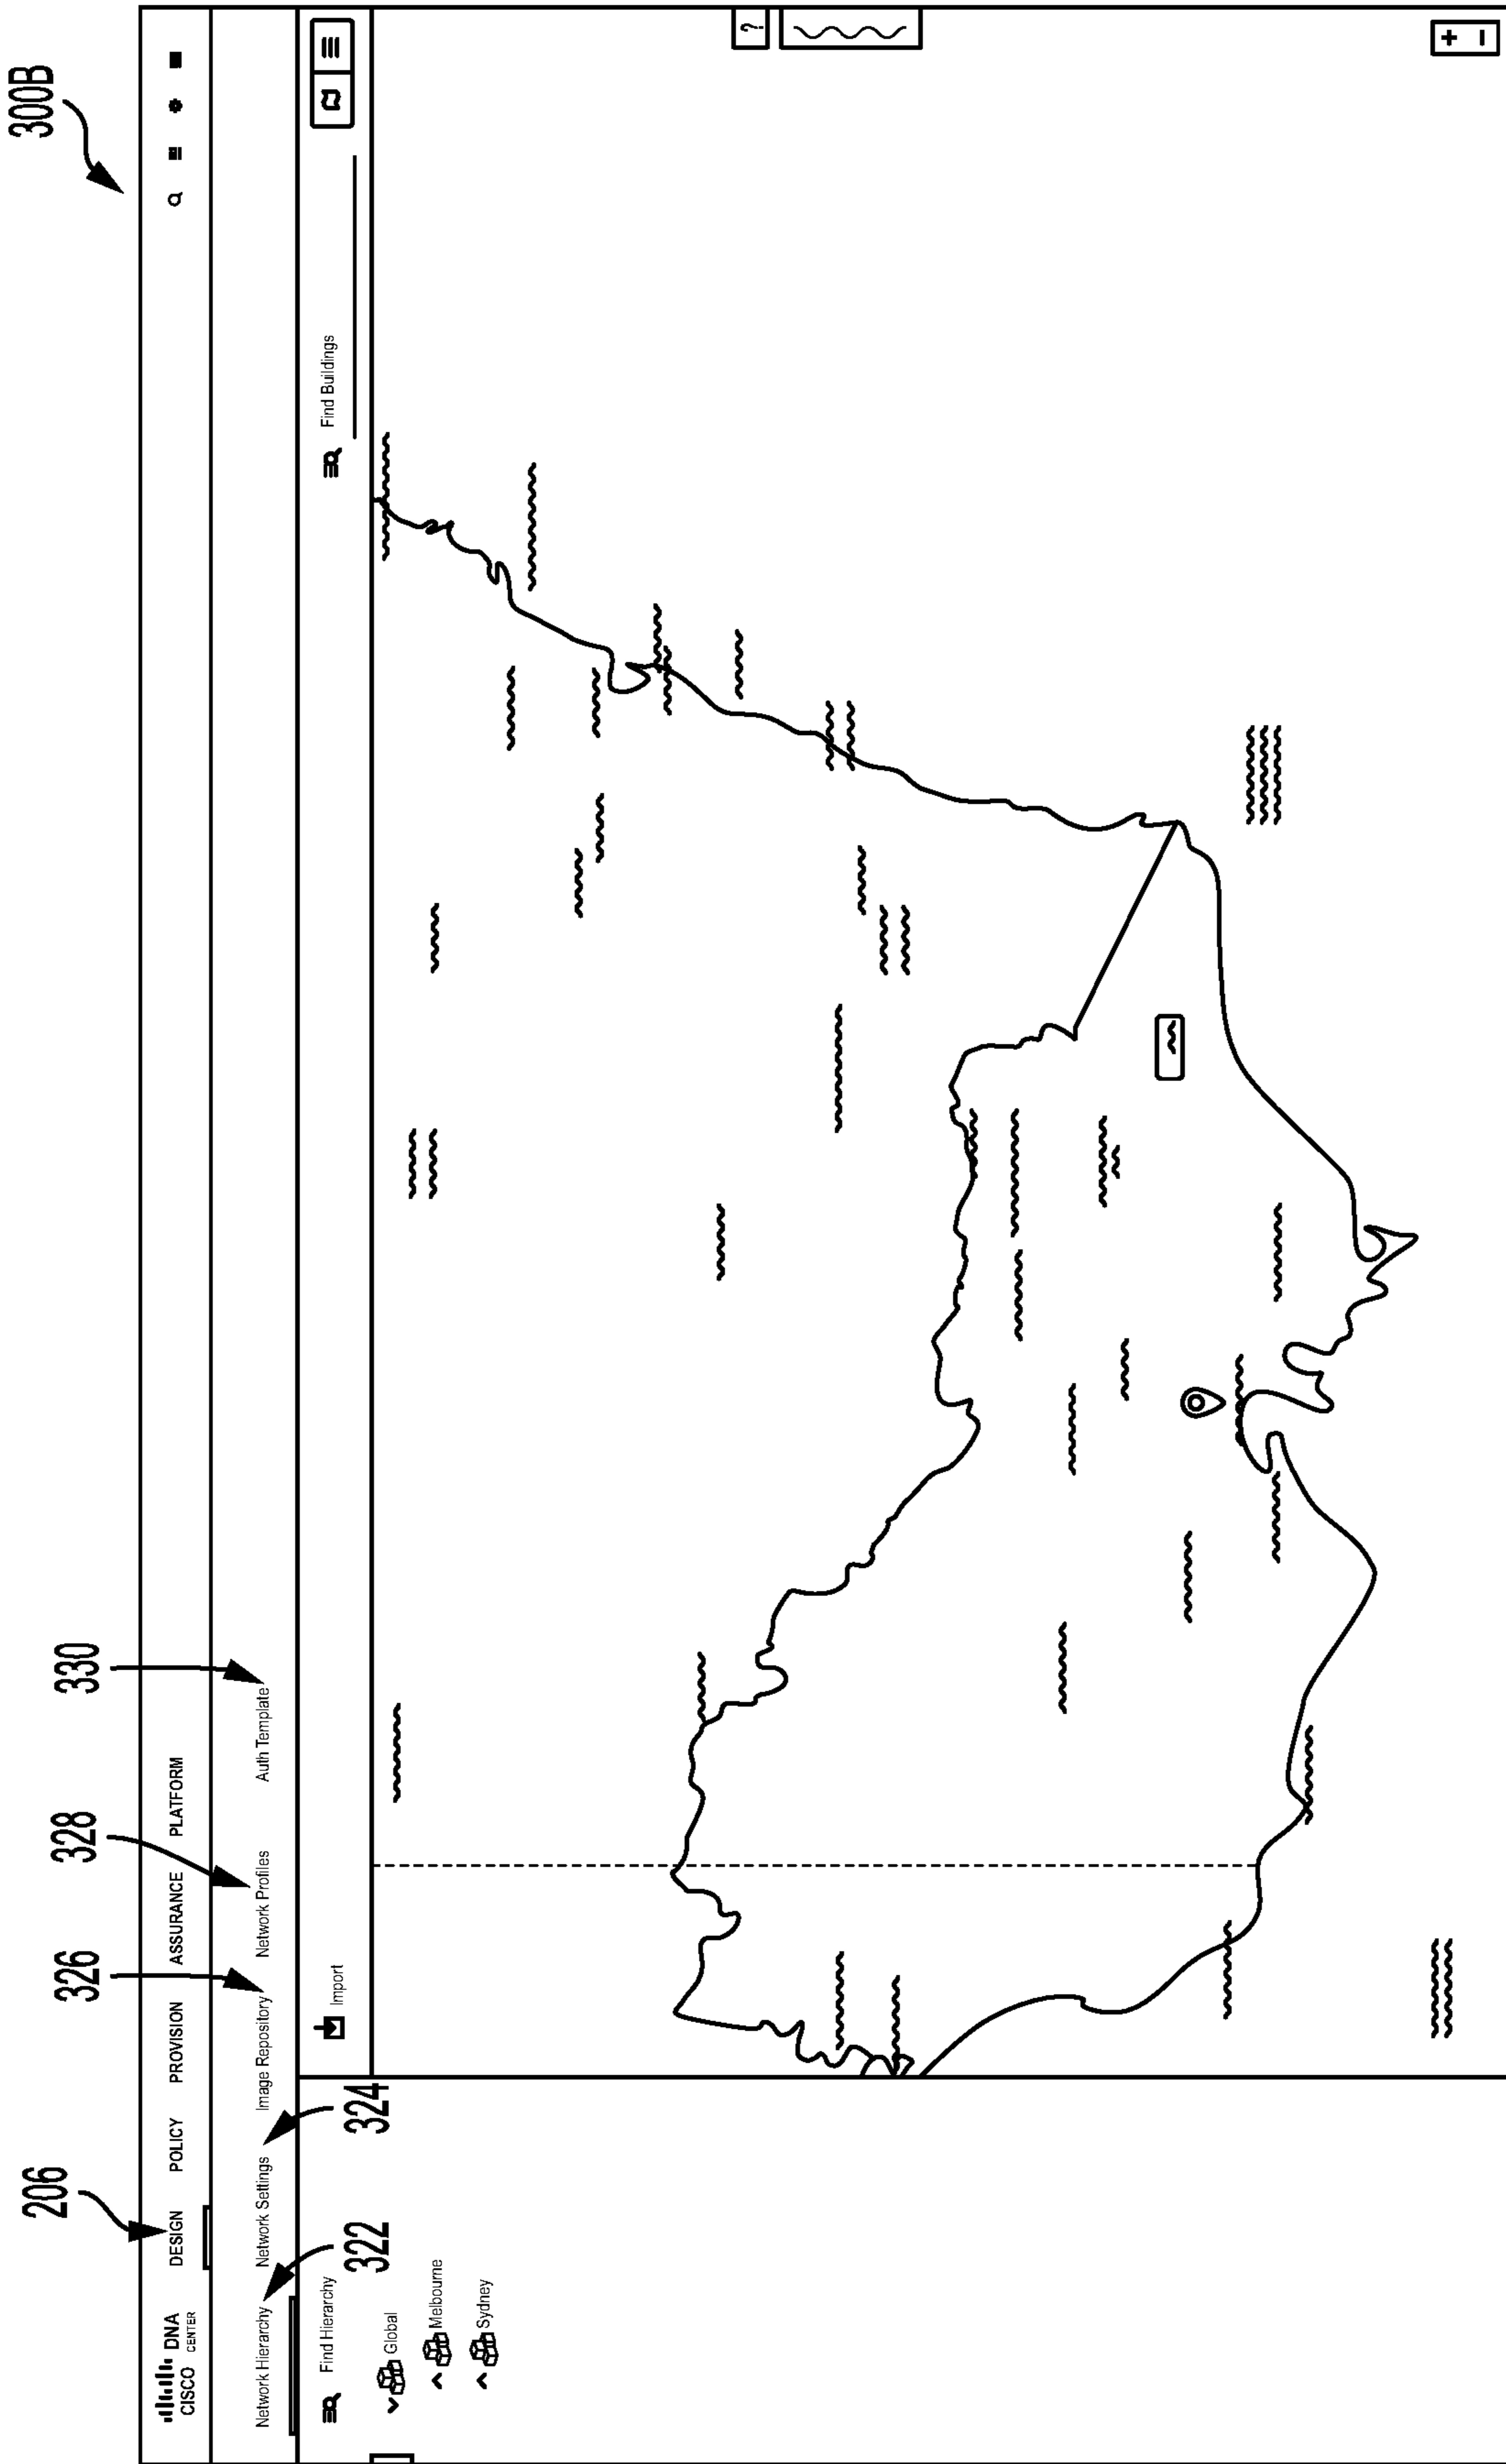 300B
206
326
328
330
CISCO DNA CENTER
DESIGN POLICY PROVISION ASSURANCE PLATFORM
Network Hierarchy Network Settings Image Repository Network Profiles Auth Template
322
324
Find Hierarchy
Import
Find Buildings
Global
Melbourne
Sydney
?
+
−